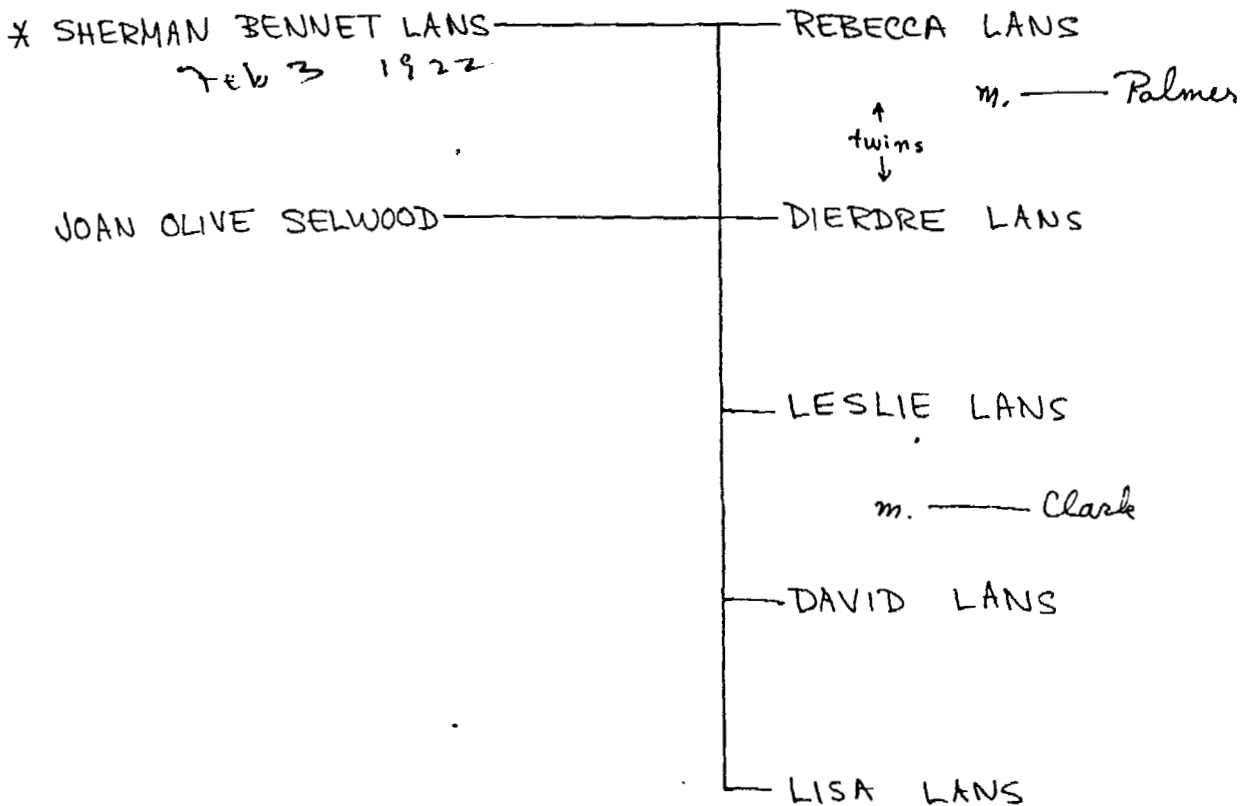 * SHERMAN BENNET LANS
Feb 3 1922
REBECCA LANS
m. —— Palmer
twins
JOAN OLIVE SELWOOD
DIERDRE LANS
LESLIE LANS
m. —— Clark
DAVID LANS
LISA LANS